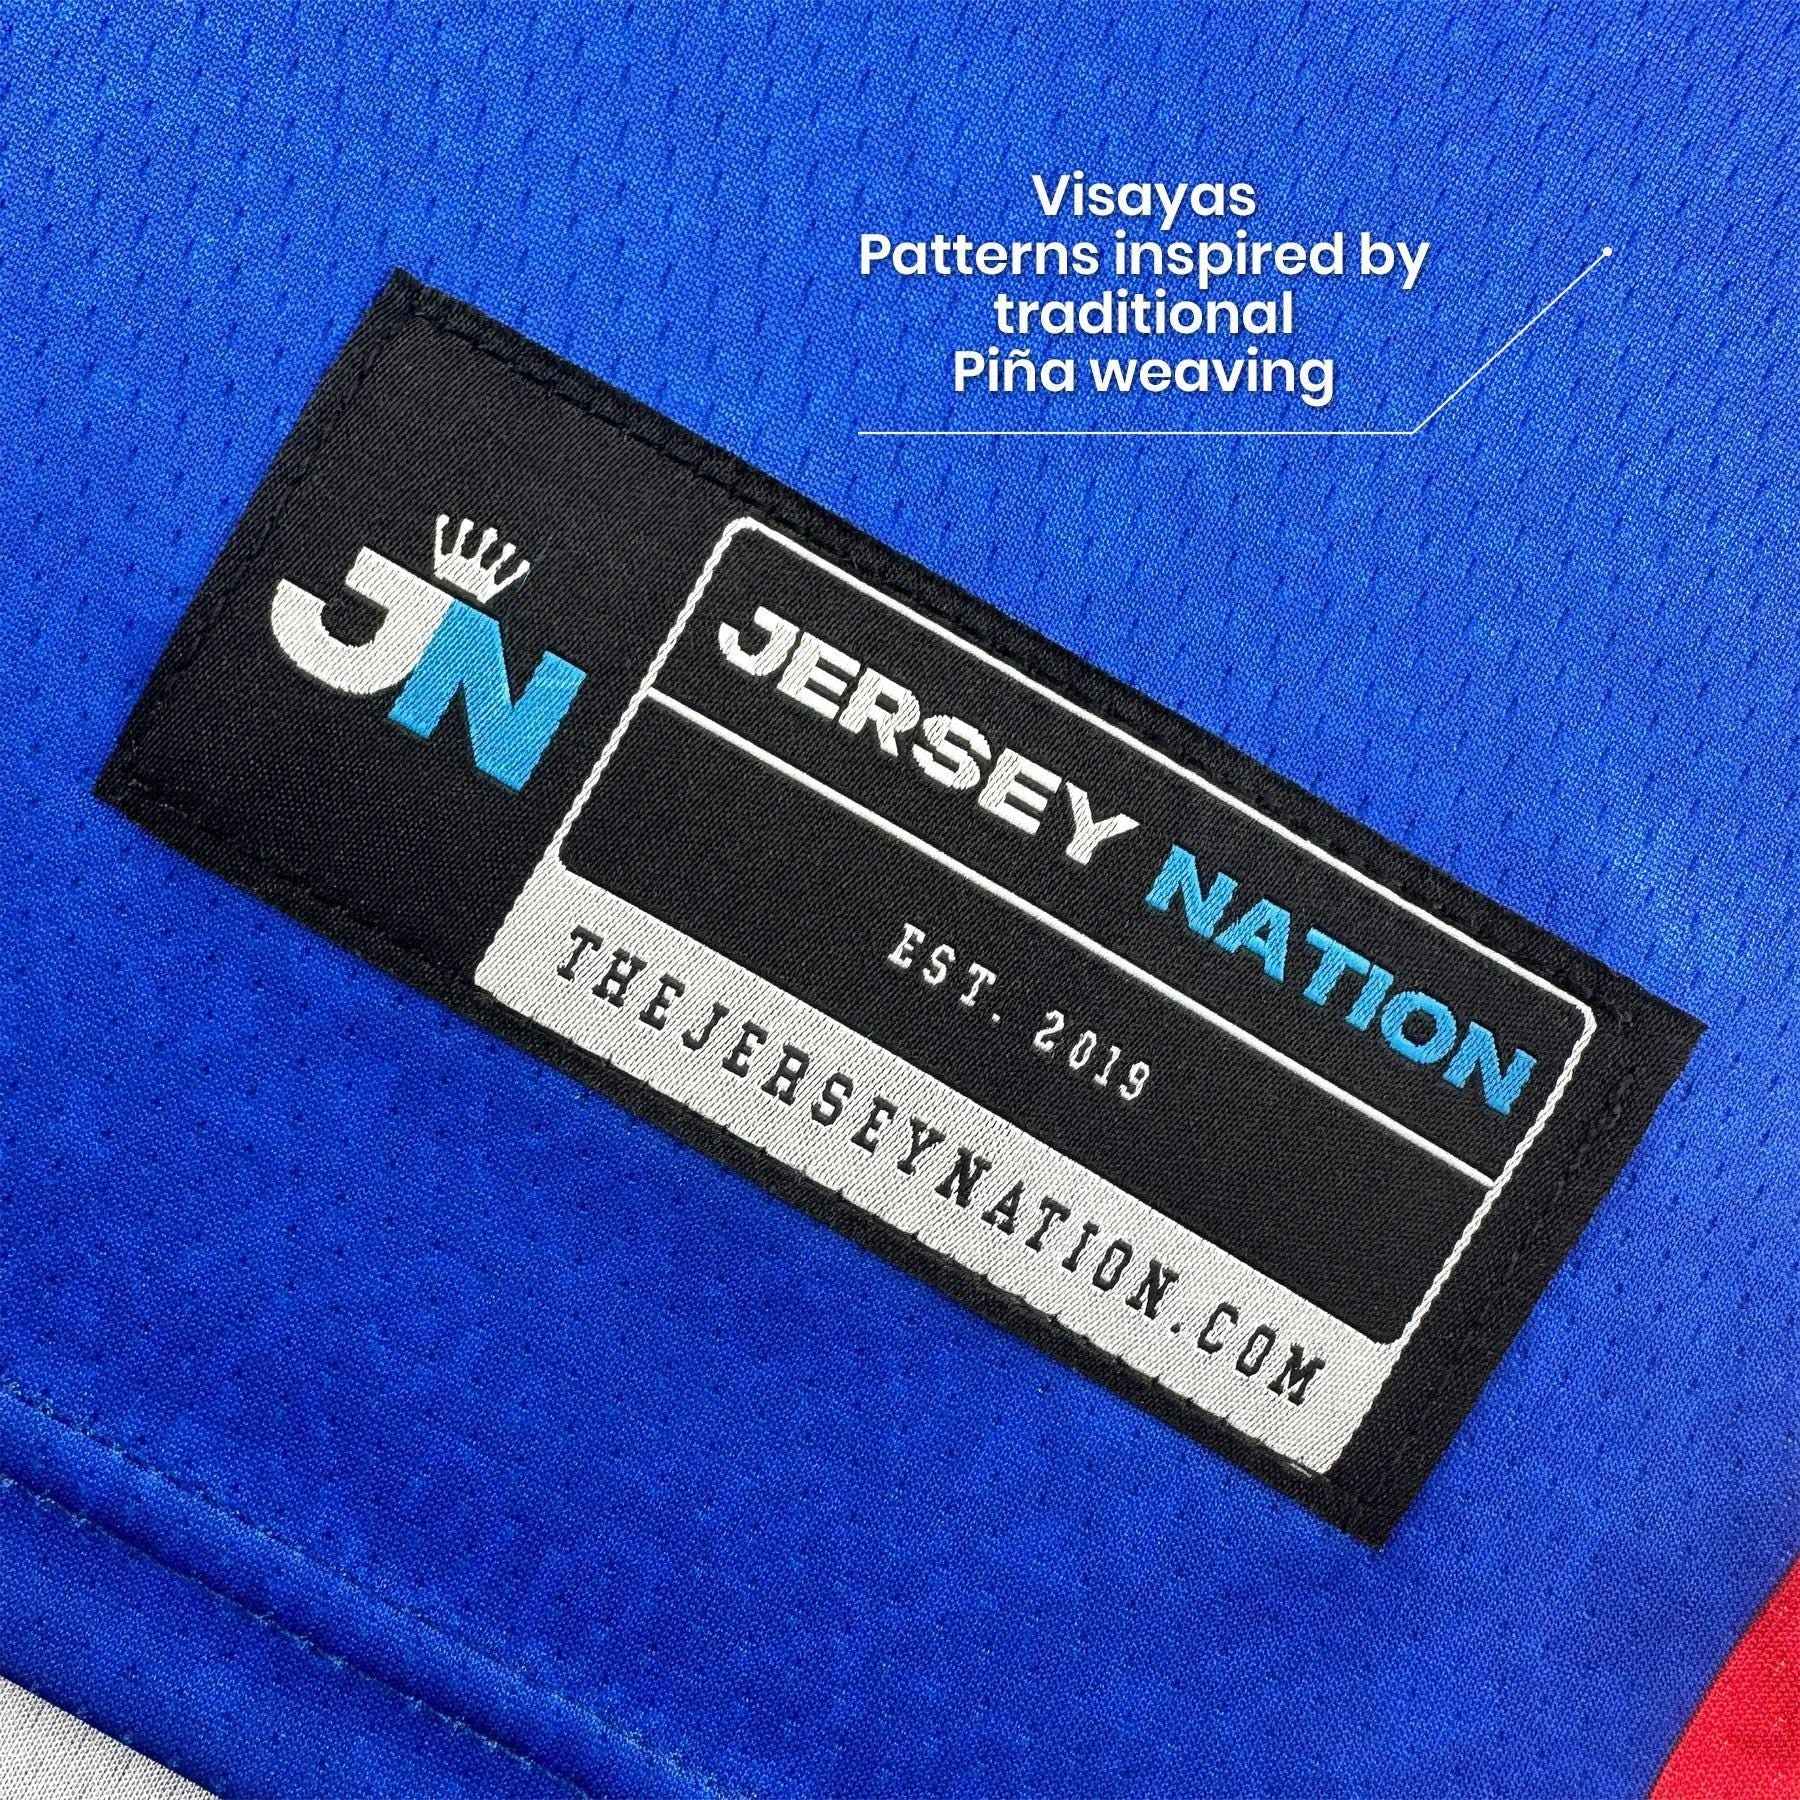 Visayas
Patterns inspired by
traditional
Piña weaving
JN
JERSEY NATION
EST. 2019
THEJERSEYNATION.COM